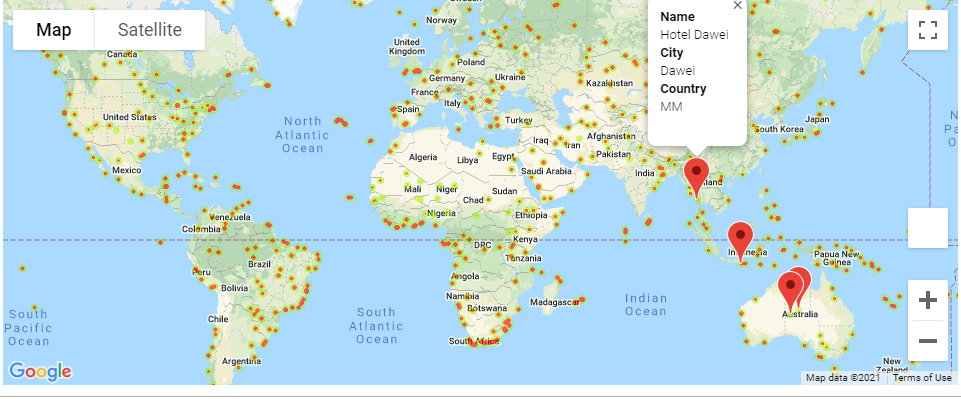 Map
Satellite
Name
Hotel Dawei
City
Dawei
Country
MM
Norway
Canada
United
Kingdom
Poland
Germany
Ukraine
Kazakhstan
France
Italy
Spain
Turkey
United States
North
Atlantic
Ocean
South Korea
Japan
Afghanistan
Iraq
Iran
Pakistan
Algeria
Libya
Egypt
Saudi Arabia
India
Mexico
Mali
Niger
Sudan
Chad
Nigeria
Ethiopia
Venezuela
Colombia
Kenya
DRC
Tanzania
Papua New
Guinea
Brazil
Peru
Bolivia
Angola
Namibia
Botswana
Madagascar
Indian
Ocean
South
Pacific
Ocean
South
Atlantic
Ocean
Chile
Australia
South Africa
Argentina
New
Zealand
Google
Map data ©2021
Terms of Use